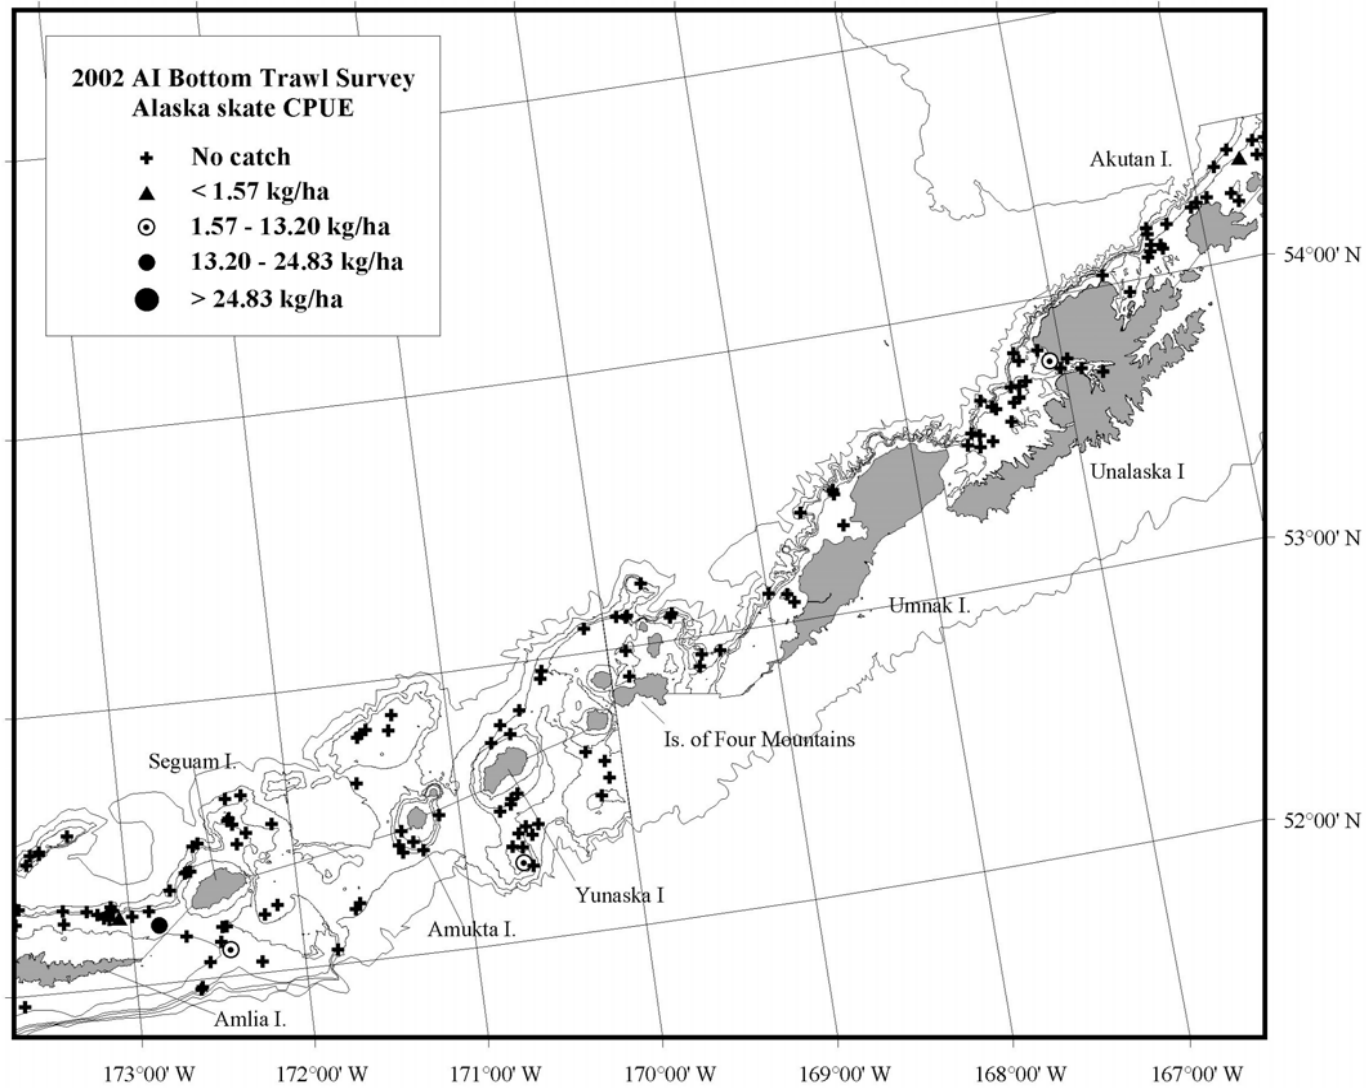 2002 AI Bottom Trawl Survey
Alaska skate CPUE
No catch
< 1.57 kg/ha
1.57 - 13.20 kg/ha
13.20 - 24.83 kg/ha
> 24.83 kg/ha
Akutan I.
54°00' N
Unalaska I
53°00' N
Umnak I.
Is. of Four Mountains
Seguam I.
52°00' N
Yunaska I
Amukta I.
Amlia I.
173°00' W
172°00' W
171°00' W
170°00' W
169°00' W
168°00' W
167°00' W